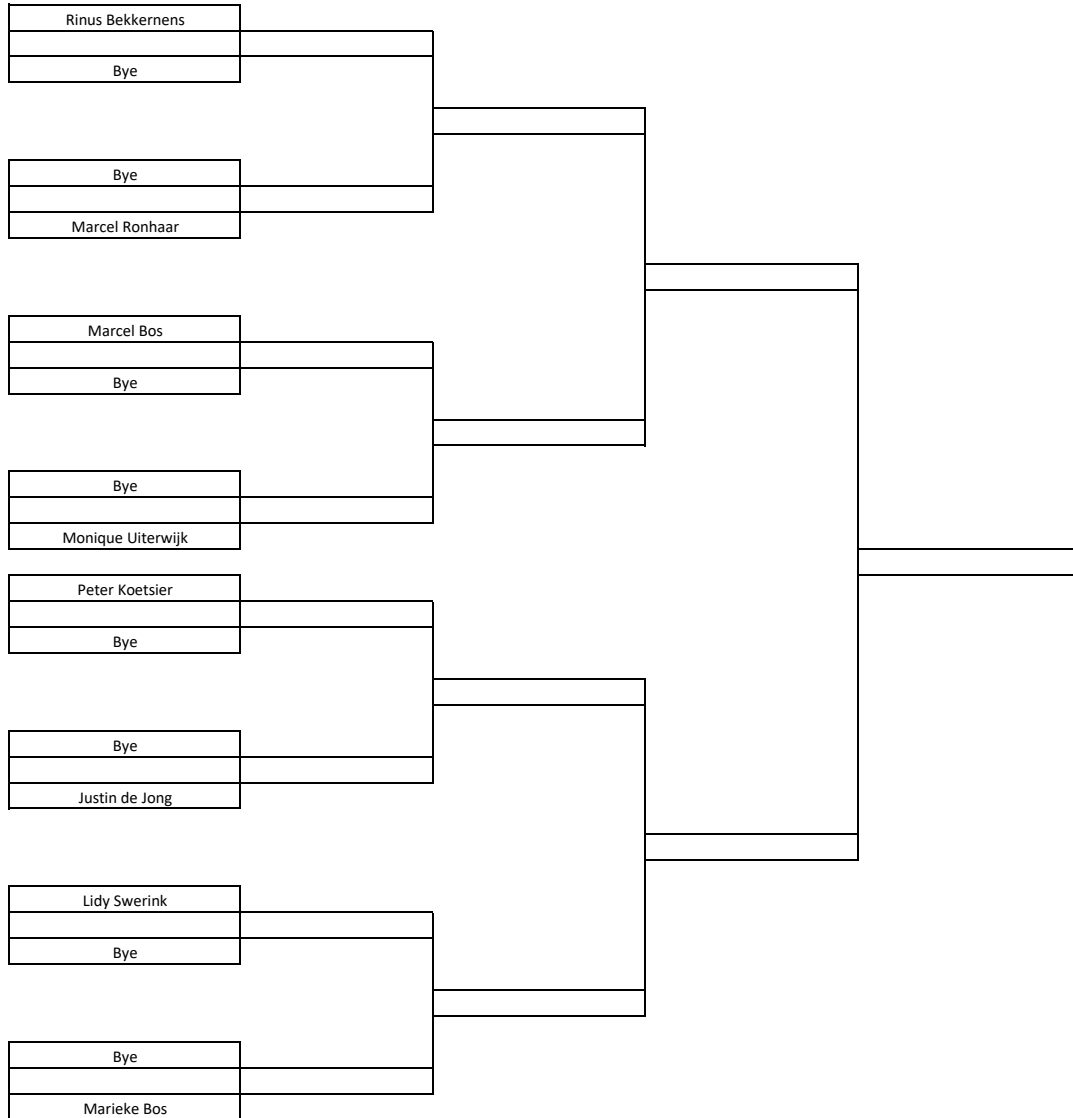 Rinus Bekkernens
Bye
Bye
Marcel Ronhaar
Marcel Bos
Bye
Bye
Monique Uiterwijk
Peter Koetsier
Bye
Bye
Justin de Jong
Lidy Swerink
Bye
Bye
Marieke Bos